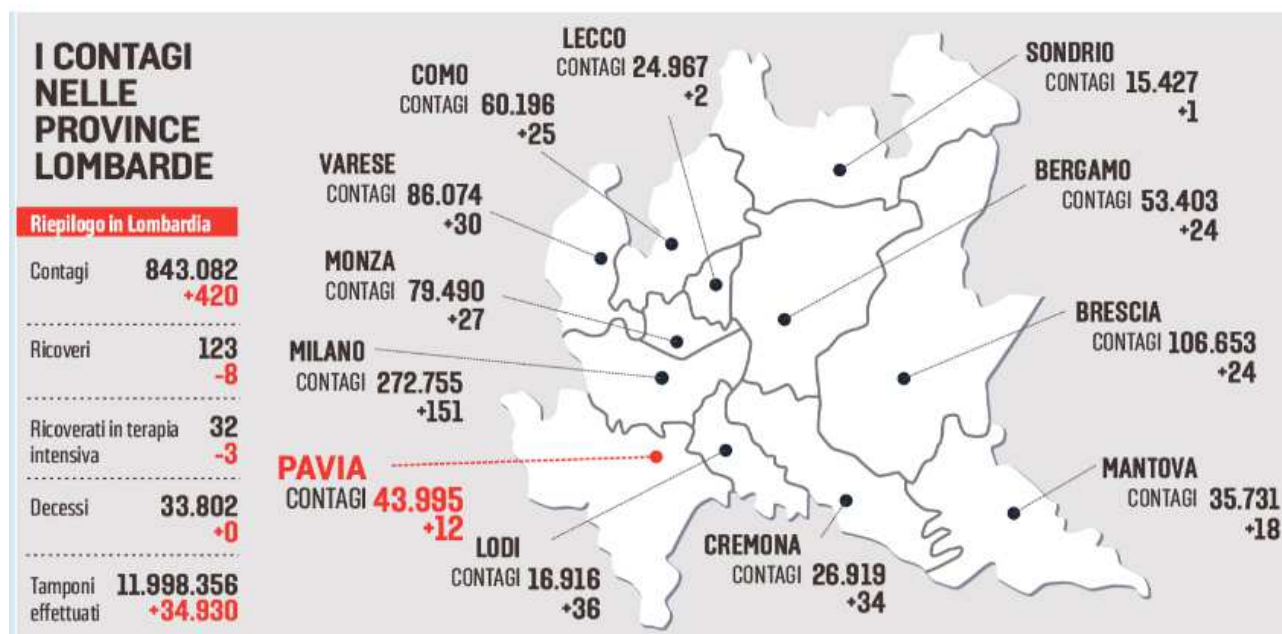 I CONTAGI
NELLE
PROVINCE
LOMBARDE
Riepilogo in Lombardia
Contagi 843.082
+420
Ricoveri 123
-8
Ricoverati in terapia intensiva 32
-3
Decessi 33.802
+0
Tamponi effettuati 11.998.356
+34.930
LECCO
CONTAGI 24.967
+2
COMO
CONTAGI 60.196
+25
VARESE
CONTAGI 86.074
+30
MONZA
CONTAGI 79.490
+27
MILANO
CONTAGI 272.755
+151
PAVIA
CONTAGI 43.995
+12
LODI
CONTAGI 16.916
+36
CREMONA
CONTAGI 26.919
+34
SONDRIO
CONTAGI 15.427
+1
BERGAMO
CONTAGI 53.403
+24
BRESCIA
CONTAGI 106.653
+24
MANTOVA
CONTAGI 35.731
+18